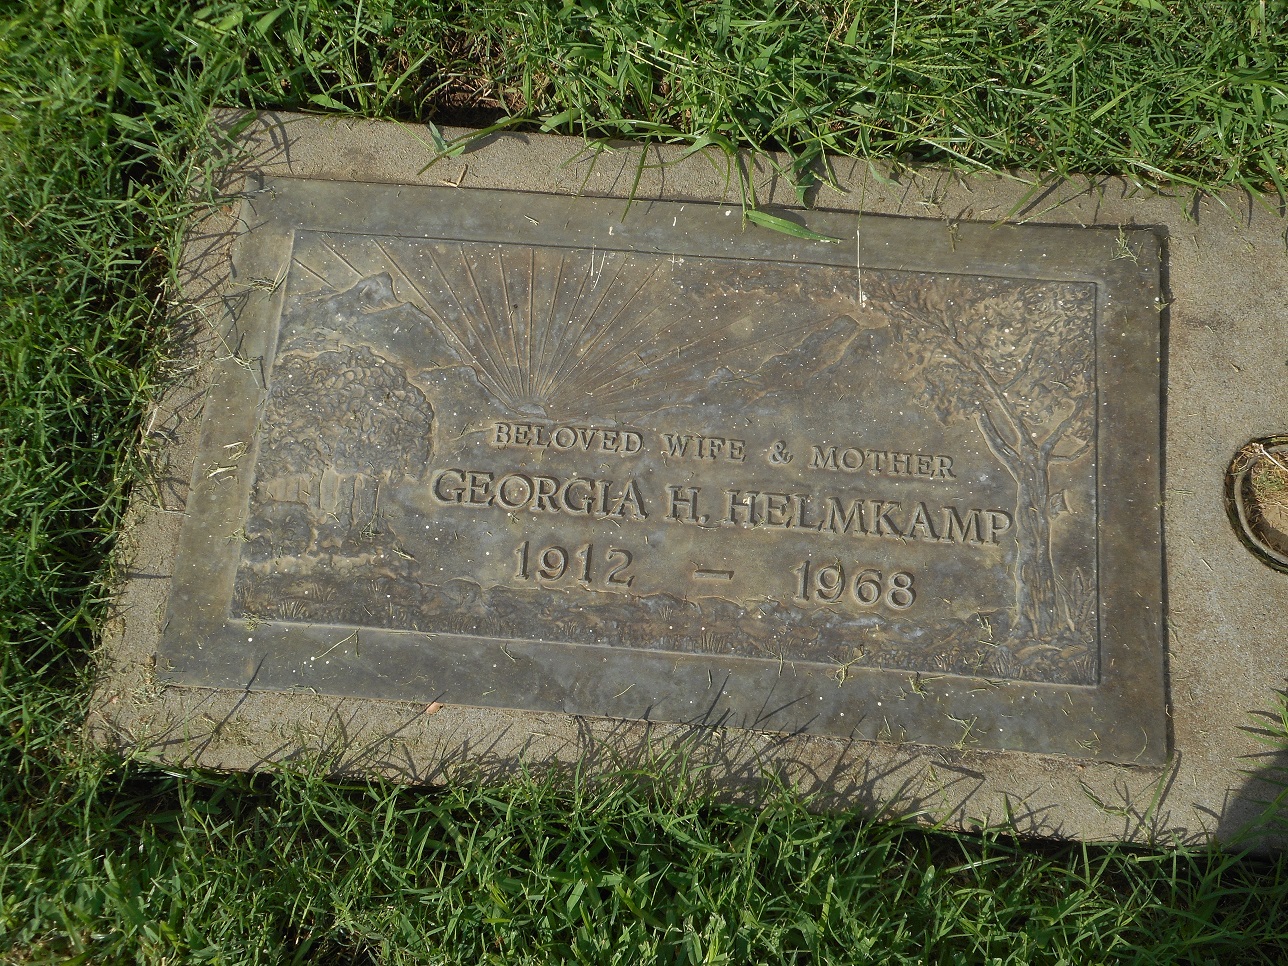 BELOVED WIFE & MOTHER
GEORGIA H. HELMKAMP
1912 — 1968